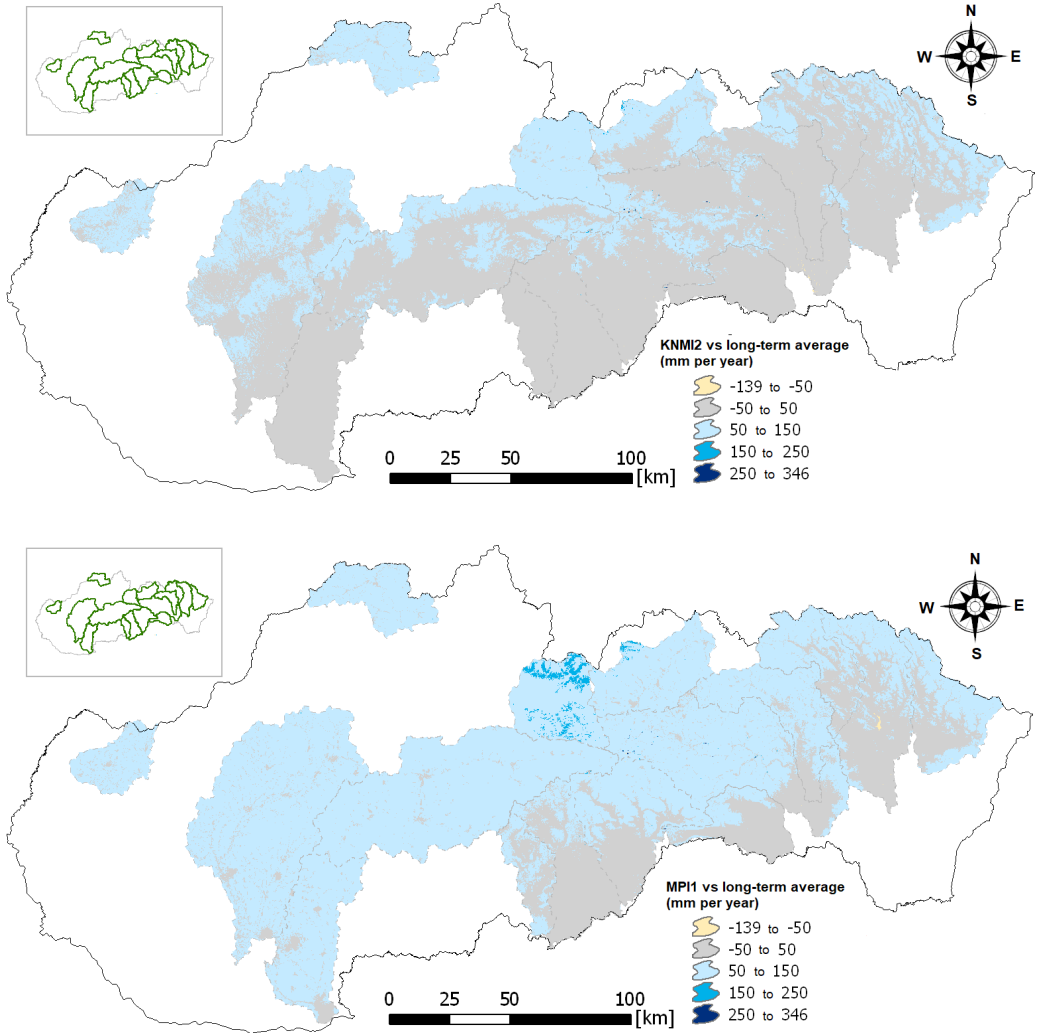 N
W E
S
KNMI2 vs long-term average
(mm per year)
-139 to -50
-50 to 50
50 to 150
150 to 250
250 to 346
0 25 50 100
[km]
N
W E
S
MPI1 vs long-term average
(mm per year)
-139 to -50
-50 to 50
50 to 150
150 to 250
250 to 346
0 25 50 100
[km]